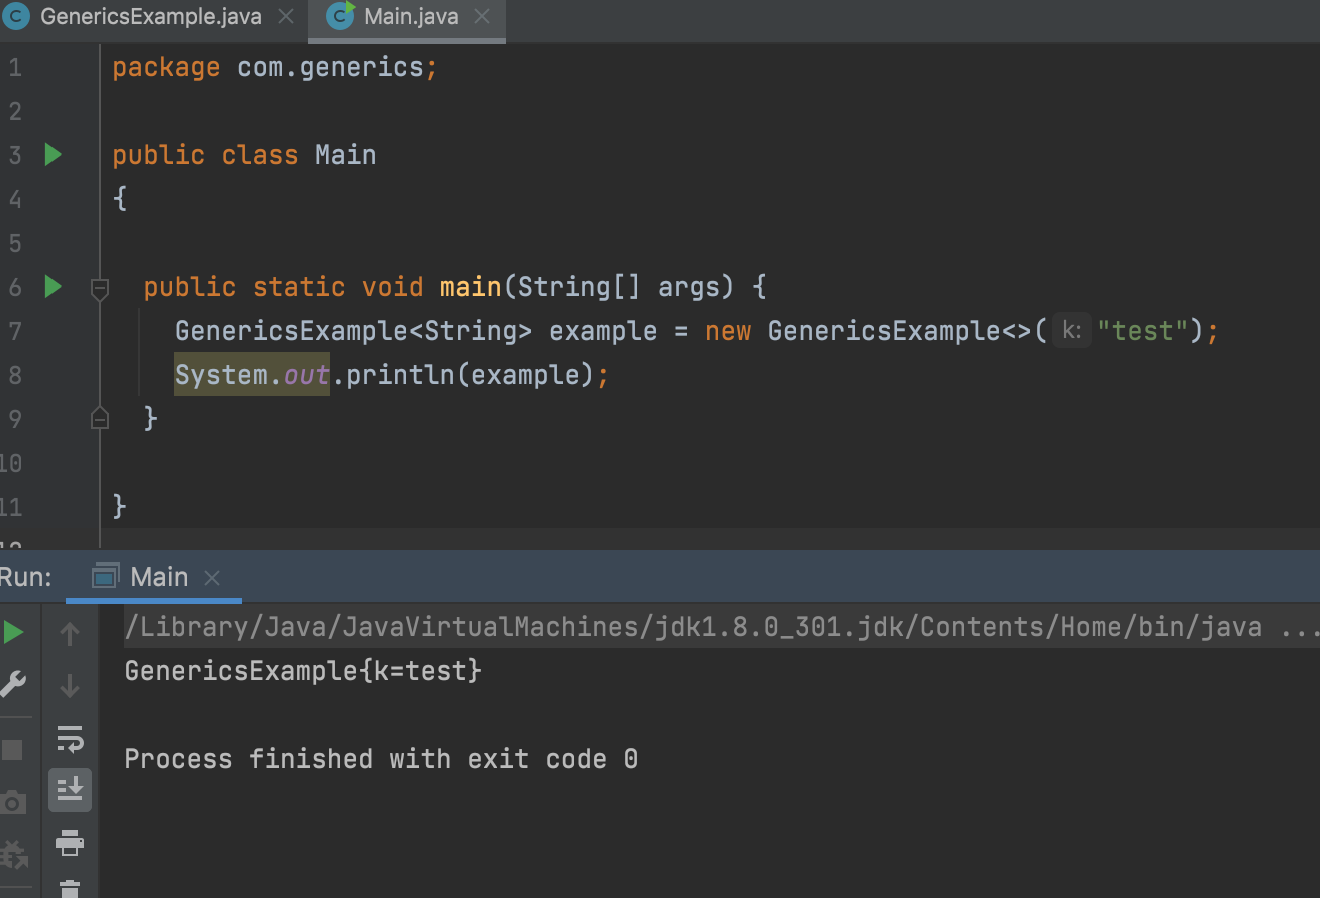 GenericsExample.java
Main.java
1 package com.generics;
2
3 public class Main
4 {
5
6 public static void main(String[] args) {
7 GenericsExample<String> example = new GenericsExample<>( k: "test");
8 System.out.println(example);
9 }
10
11 }
12
Run: Main
/Library/Java/JavaVirtualMachines/jdk1.8.0_301.jdk/Contents/Home/bin/java ...
GenericsExample{k=test}
Process finished with exit code 0